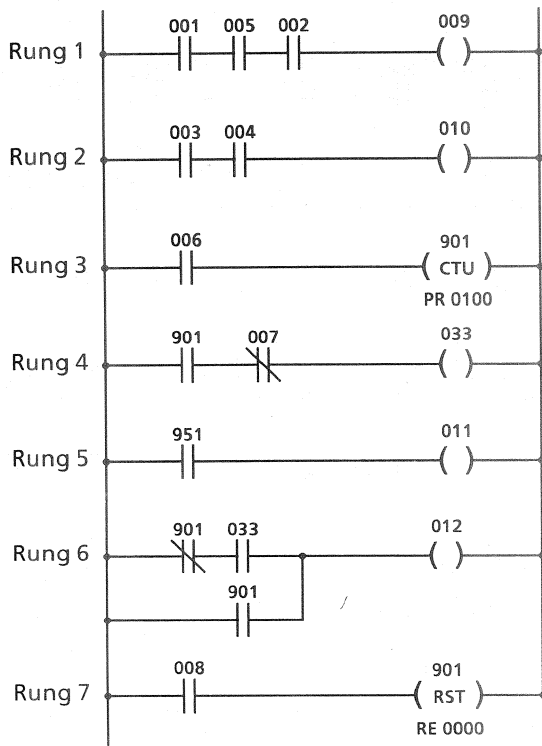 001 005 002 009
Rung 1
003 004 010
Rung 2
006 901
Rung 3 CTU
PR 0100
901 007 033
Rung 4
951 011
Rung 5
901 033 012
Rung 6
901
008 901
Rung 7 RST
RE 0000